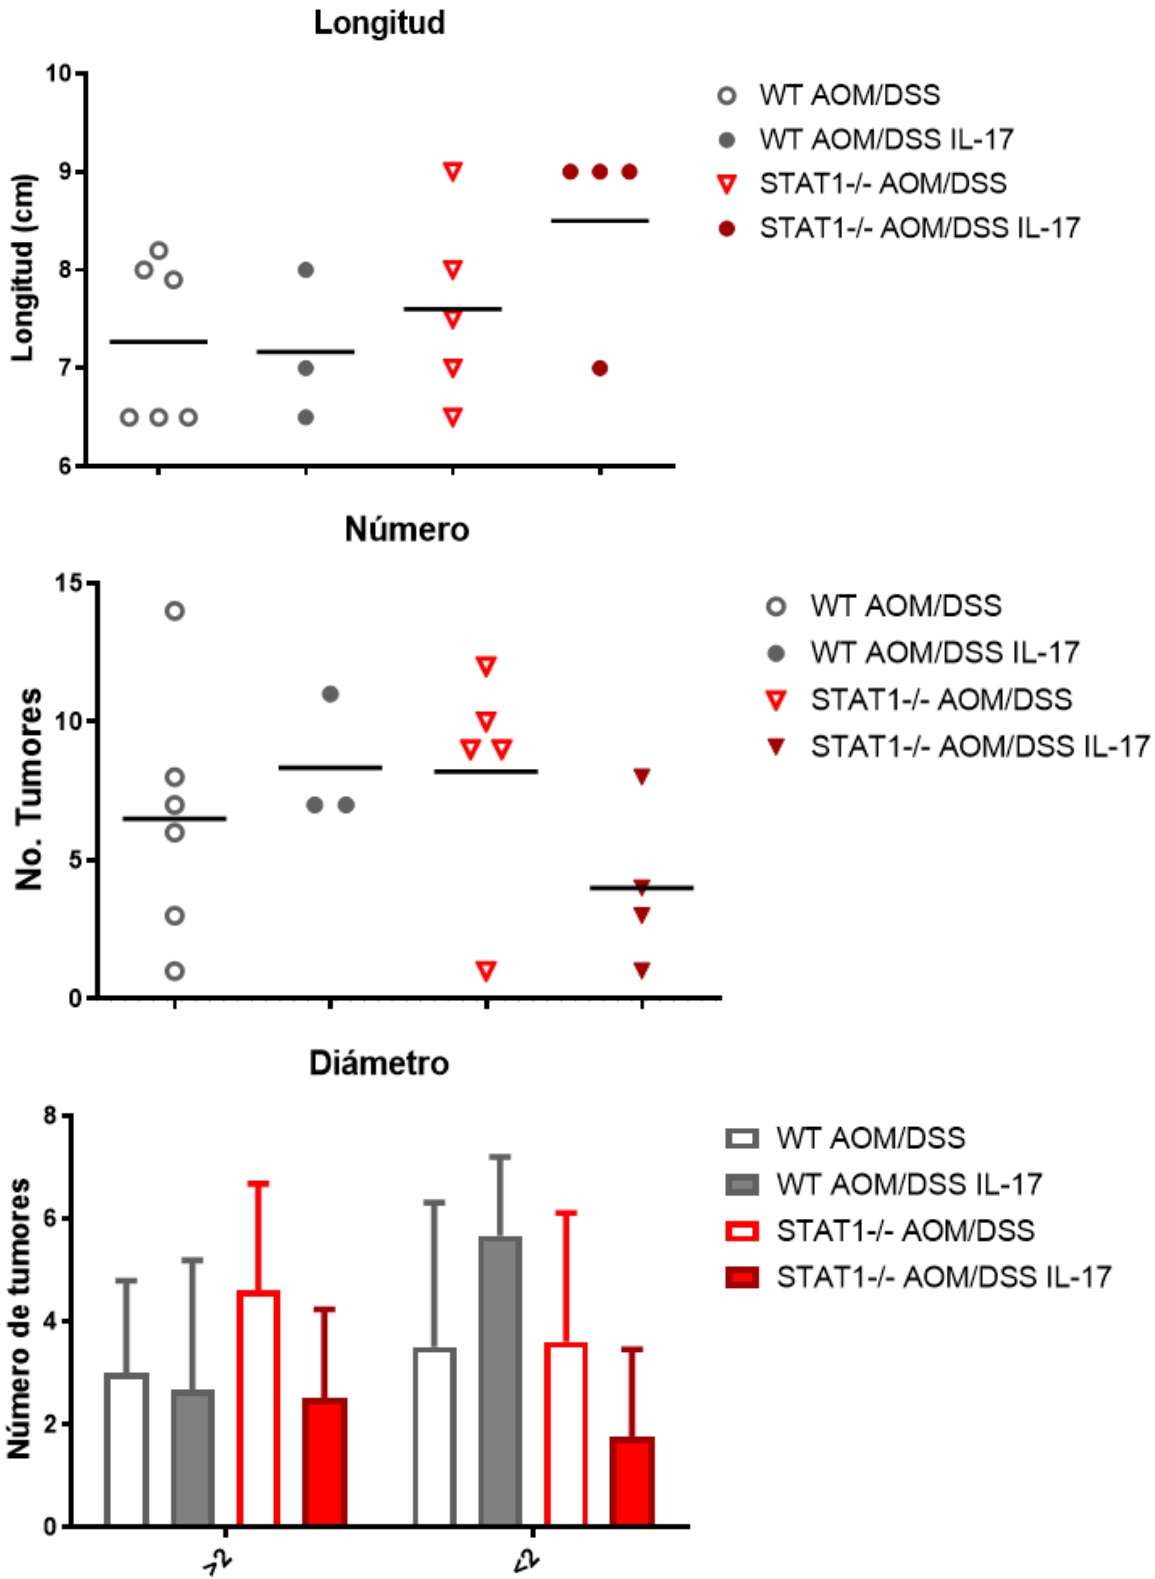 Longitud
10
9
8
7
6
Longitud (cm)
WT AOM/DSS
WT AOM/DSS IL-17
STAT1-/- AOM/DSS
STAT1-/- AOM/DSS IL-17
Número
15
10
5
0
No. Tumores
WT AOM/DSS
WT AOM/DSS IL-17
STAT1-/- AOM/DSS
STAT1-/- AOM/DSS IL-17
Diámetro
8
6
4
2
0
Número de tumores
>2
<2
WT AOM/DSS
WT AOM/DSS IL-17
STAT1-/- AOM/DSS
STAT1-/- AOM/DSS IL-17